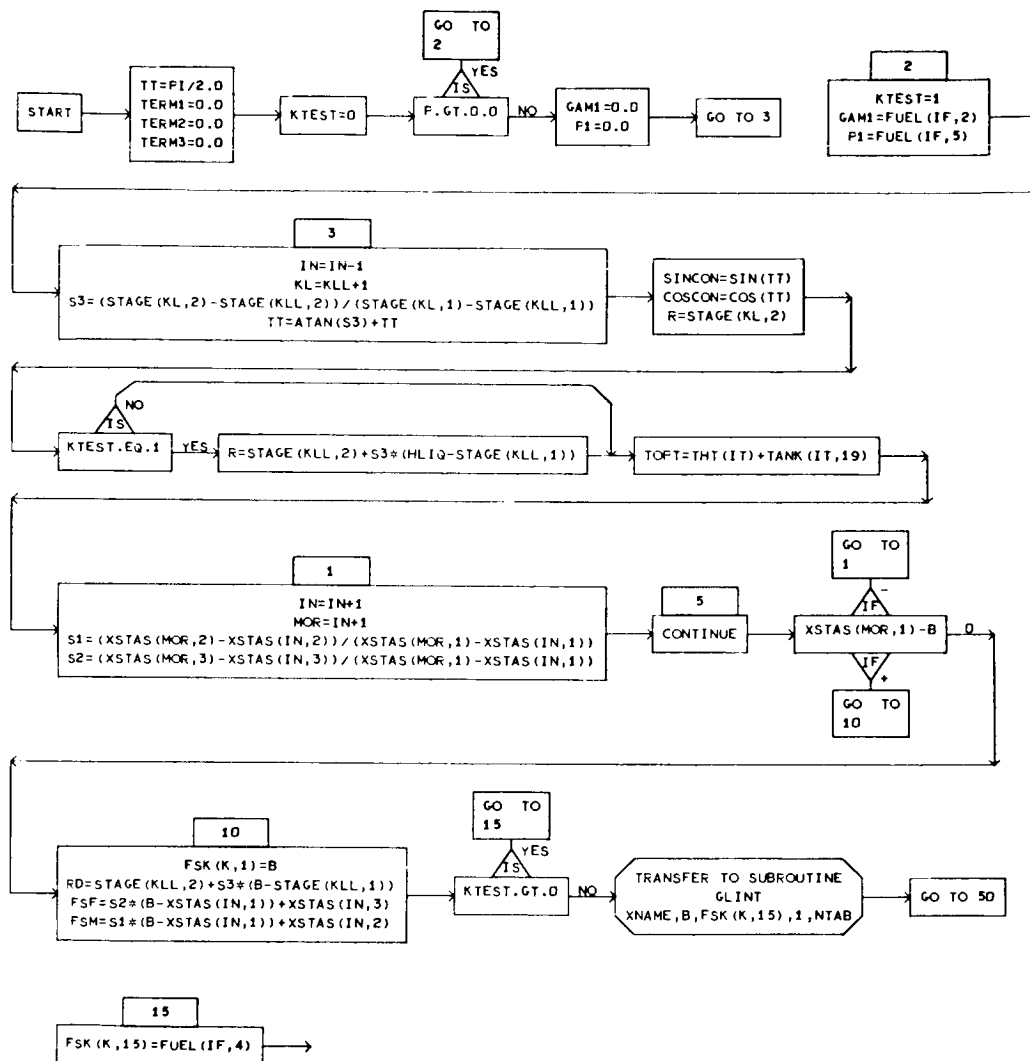 GO TO
2
YES
IS
START
TT=PI/2.0
TERM1=0.0
TERM2=0.0
TERM3=0.0
KTEST=0
P.GT.0.0
NO
GAM1=0.0
P1=0.0
GO TO 3
2
KTEST=1
GAM1=FUEL(IF,2)
P1=FUEL(IF,5)
3
IN=IN-1
KL=KLL+1
S3=(STAGE(KL,2)-STAGE(KLL,2))/(STAGE(KL,1)-STAGE(KLL,1))
TT=ATAN(S3)+TT
SINCON=SIN(TT)
COSCON=COS(TT)
R=STAGE(KL,2)
NO
IS
KTEST.EQ.1
YES
R=STAGE(KLL,2)+S3*(HLIQ-STAGE(KLL,1))
TOFT=THT(IT)+TANK(IT,19)
1
IN=IN+1
MOR=IN+1
S1=(XSTAS(MOR,2)-XSTAS(IN,2))/(XSTAS(MOR,1)-XSTAS(IN,1))
S2=(XSTAS(MOR,3)-XSTAS(IN,3))/(XSTAS(MOR,1)-XSTAS(IN,1))
5
CONTINUE
GO TO
1
-
IF
XSTAS(MOR,1)-B
0
IF
+
GO TO
10
10
FSK(K,1)=B
RD=STAGE(KLL,2)+S3*(B-STAGE(KLL,1))
FSF=S2*(B-XSTAS(IN,1))+XSTAS(IN,3)
FSM=S1*(B-XSTAS(IN,1))+XSTAS(IN,2)
GO TO
15
YES
IS
KTEST.GT.0
NO
TRANSFER TO SUBROUTINE
GLINT
XNAME,B,FSK(K,15),1,NTAB
GO TO 50
15
FSK(K,15)=FUEL(IF,4)